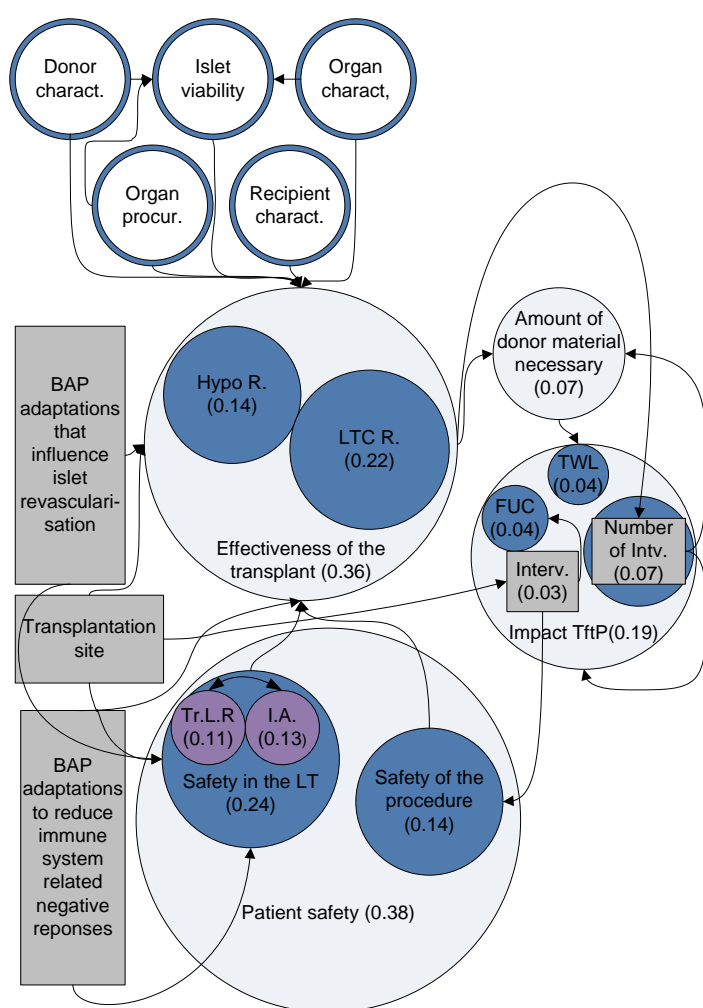 Donor
charact.
Islet
viability
Organ
charact,
Organ
procur.
Recipient
charact.
BAP
adaptations
that
influence
islet
revasculari-
sation
Hypo R.
(0.14)
LTC R.
(0.22)
Effectiveness of the
transplant (0.36)
Amount of
donor material
necessary
(0.07)
TWL
(0.04)
FUC
(0.04)
Number
of Intv.
(0.07)
Interv.
(0.03)
Impact TftP(0.19)
Transplantation
site
BAP
adaptations
to reduce
immune
system
related
negative
reponses
Tr.L.R
(0.11)
I.A.
(0.13)
Safety in the LT
(0.24)
Safety of the
procedure
(0.14)
Patient safety (0.38)